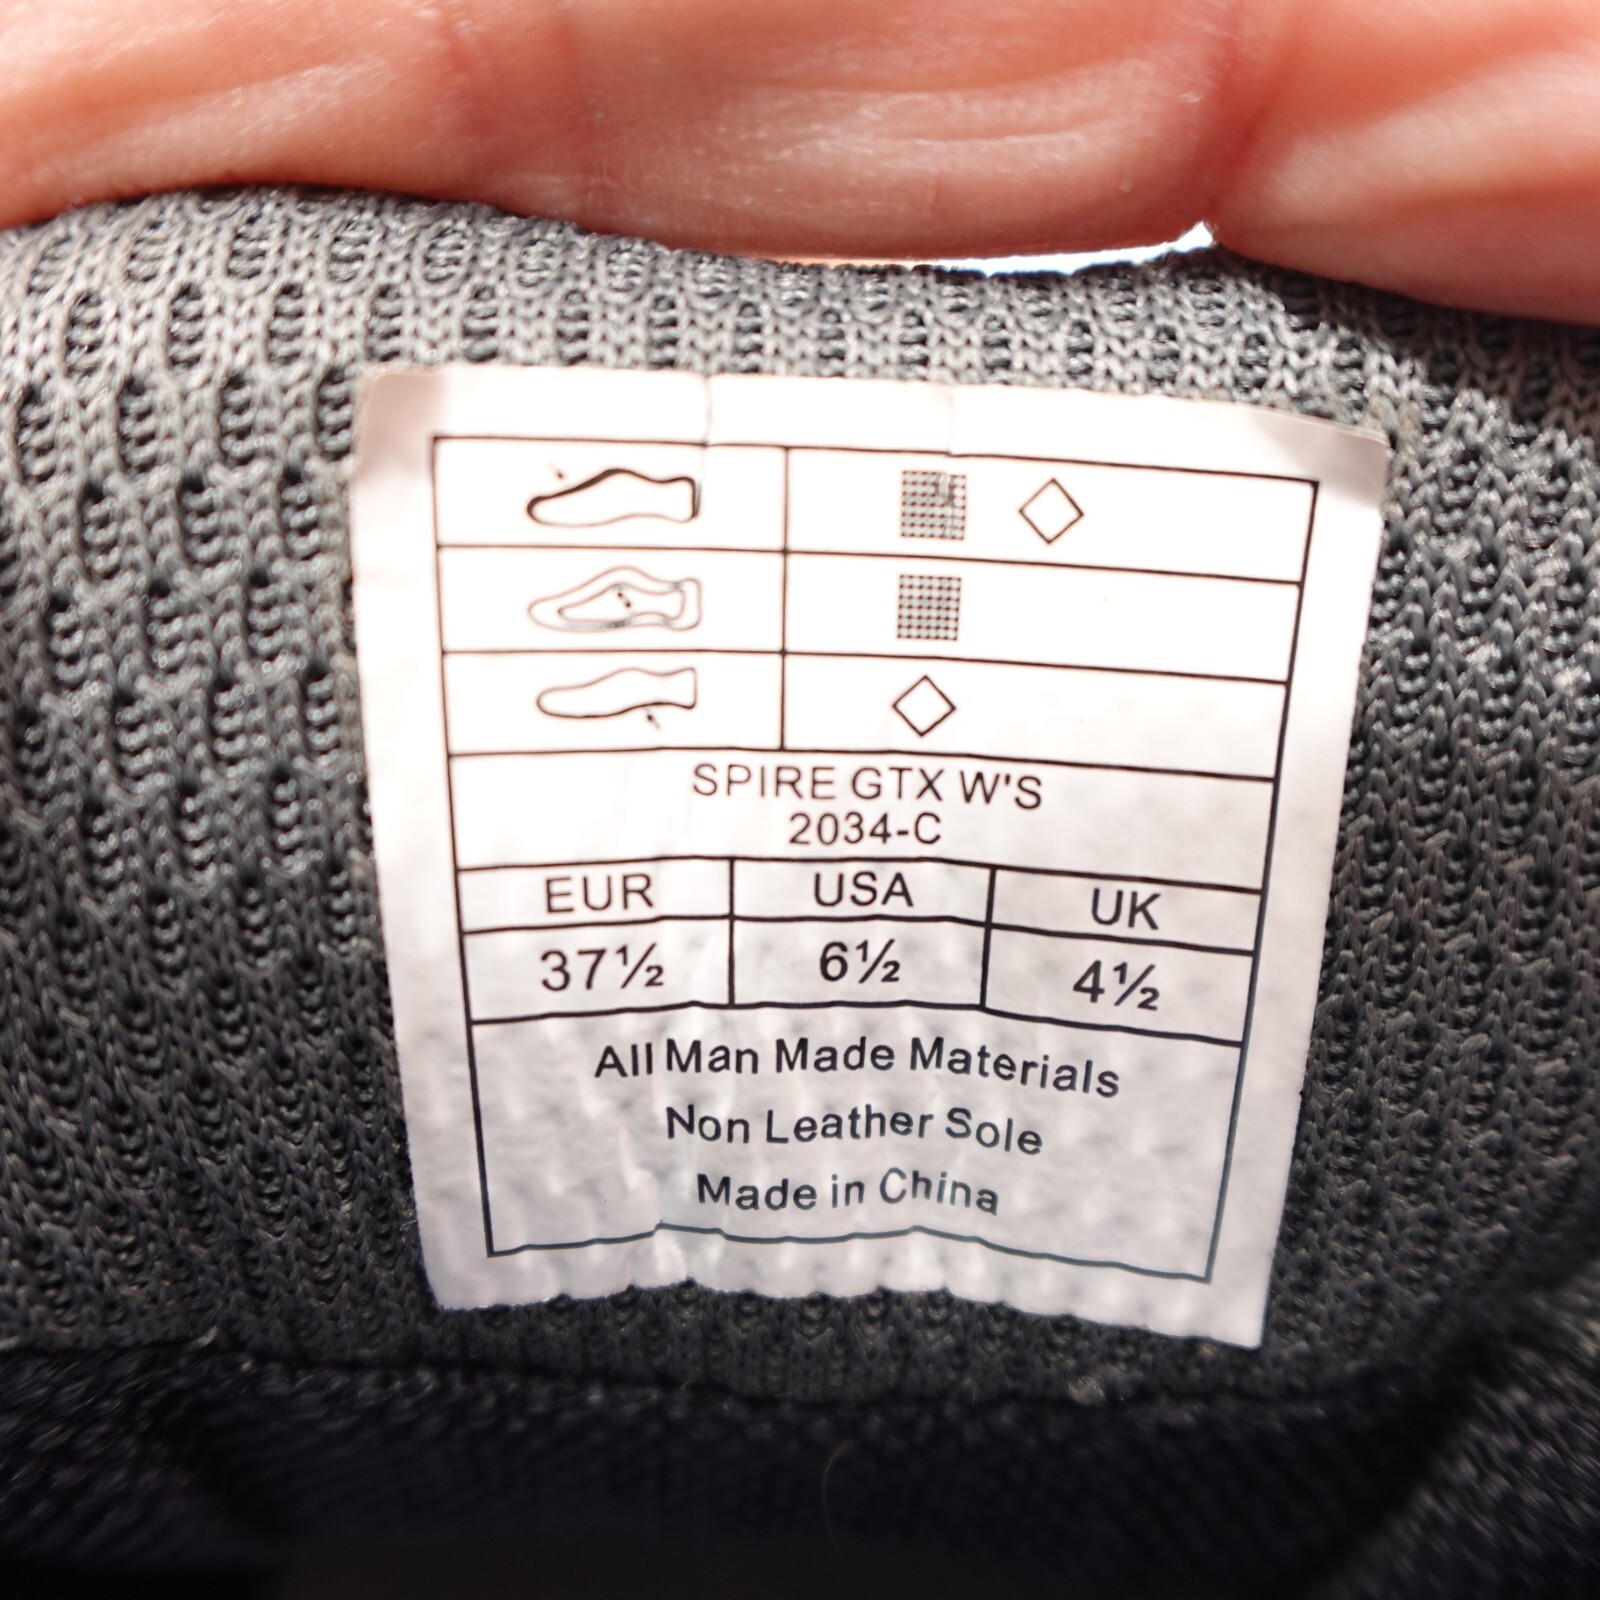 SPIRE GTX W'S
2034-C
EUR USA UK
37½ 6½ 4½
All Man Made Materials
Non Leather Sole
Made in China